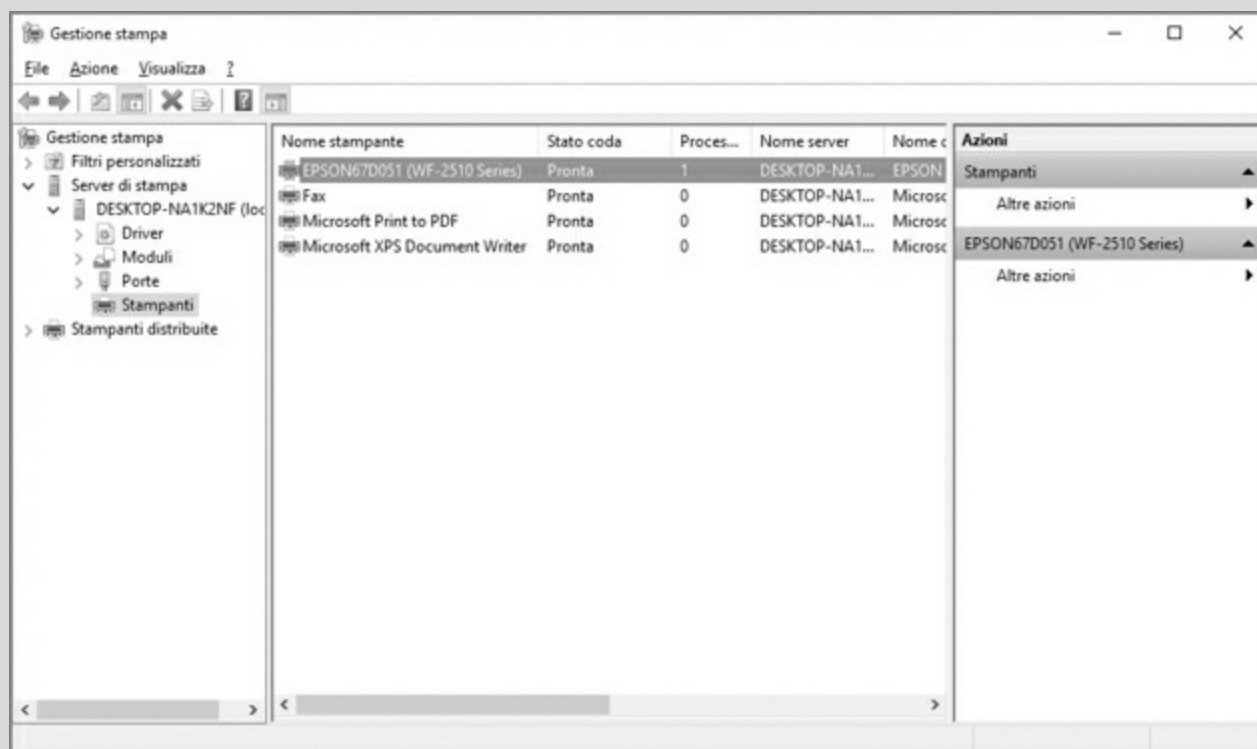 Gestione stampa
File Azione Visualizza ?
Gestione stampa
Filtri personalizzati
Server di stampa
DESKTOP-NA1K2NF (loc
Driver
Moduli
Porte
Stampanti
Stampanti distribuite
Nome stampante Stato coda Proces... Nome server Nome c
EPSON67D051 (WF-2510 Series) Pronta 1 DESKTOP-NA1... EPSON
Fax Pronta 0 DESKTOP-NA1... Microsc
Microsoft Print to PDF Pronta 0 DESKTOP-NA1... Microsc
Microsoft XPS Document Writer Pronta 0 DESKTOP-NA1... Microsc
Azioni
Stampanti
Altre azioni
EPSON67D051 (WF-2510 Series)
Altre azioni